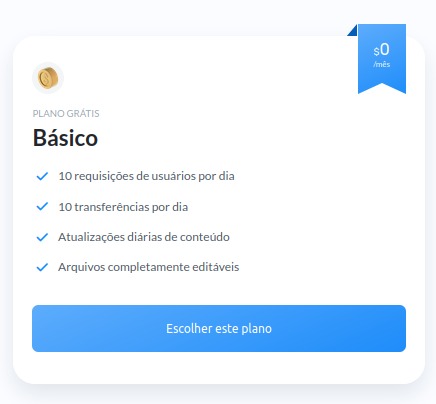 $0
/mês
PLANO GRÁTIS
Básico
10 requisições de usuários por dia
10 transferências por dia
Atualizações diárias de conteúdo
Arquivos completamente editáveis
Escolher este plano